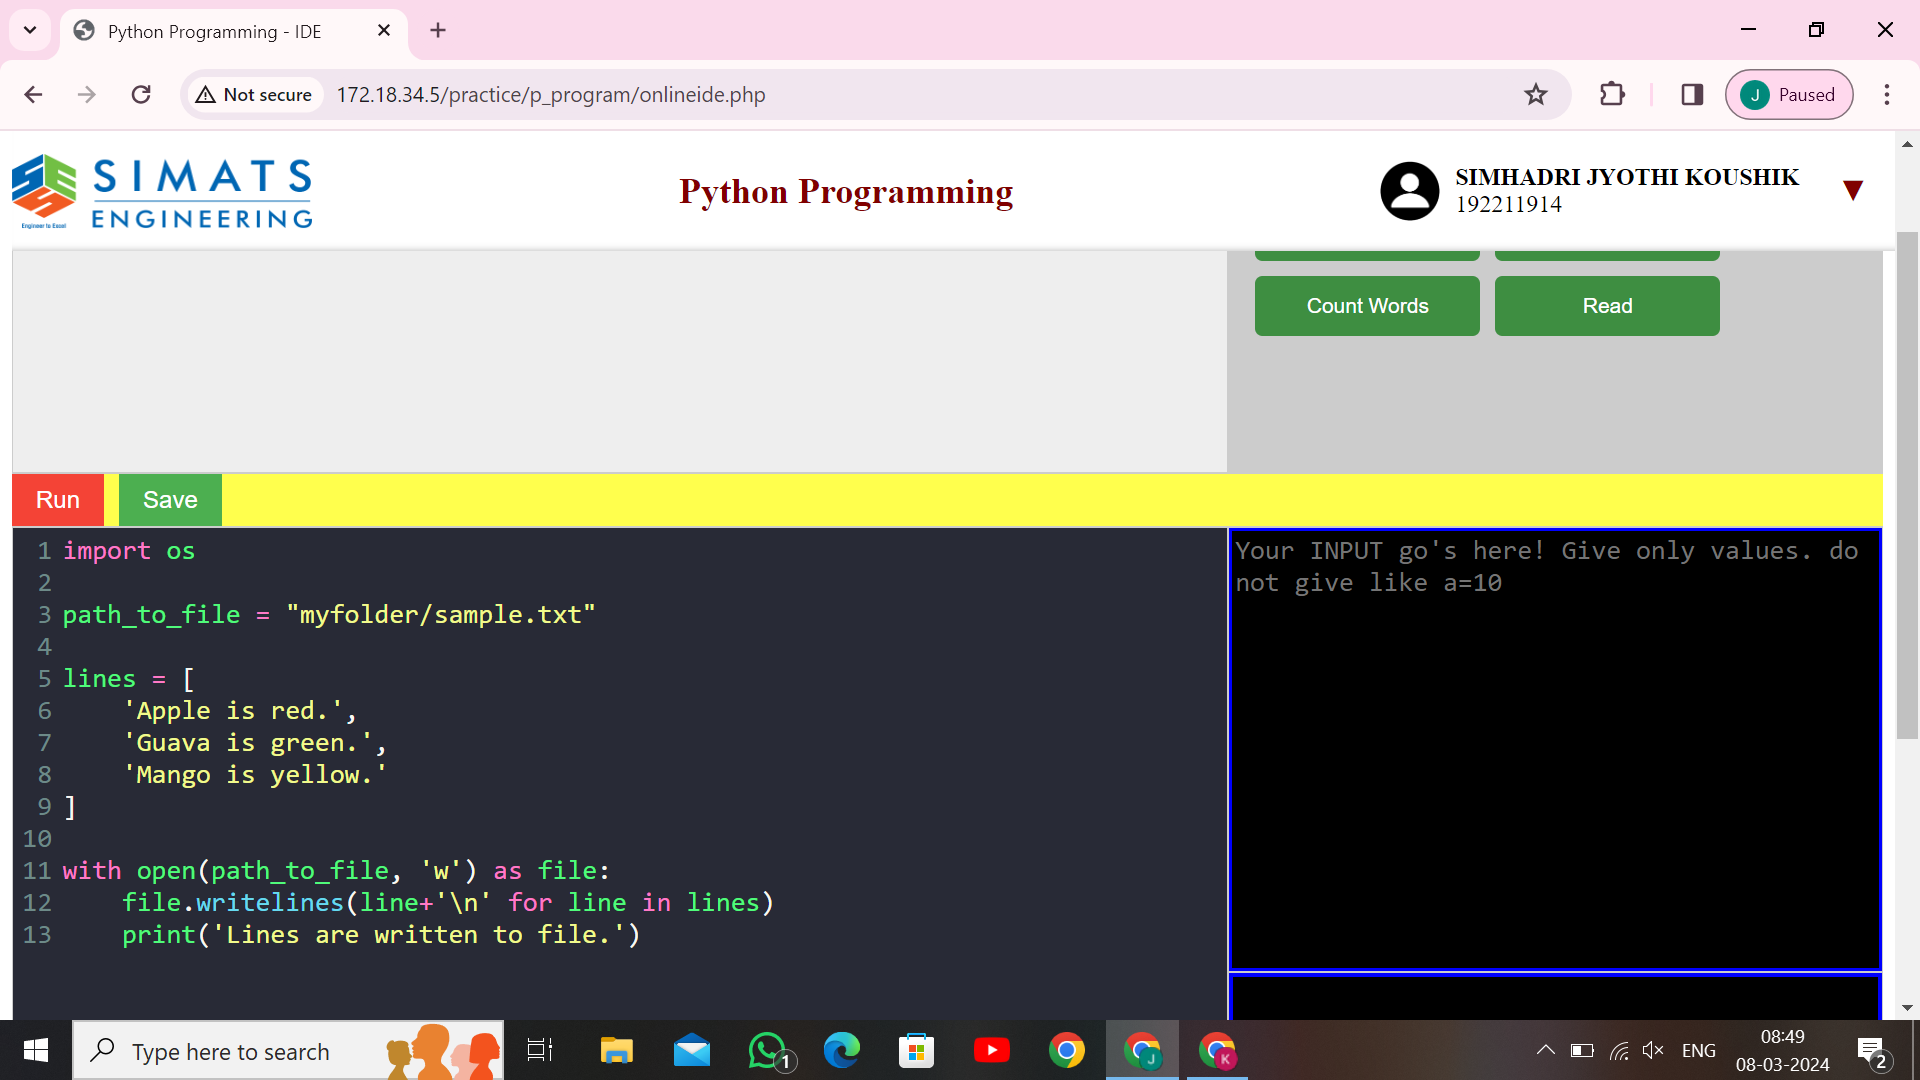 Python Programming - IDE
Not secure
172.18.34.5/practice/p_program/onlineide.php
J
Paused
SIMATS
ENGINEERING
Engineer to Excel
Python Programming
SIMHADRI JYOTHI KOUSHIK
192211914
Count Words
Read
Run
Save
1 import os
2
3 path_to_file = "myfolder/sample.txt"
4
5 lines = [
6     'Apple is red.',
7     'Guava is green.',
8     'Mango is yellow.'
9 ]
10
11 with open(path_to_file, 'w') as file:
12     file.writelines(line+'\n' for line in lines)
13     print('Lines are written to file.')
Your INPUT go's here! Give only values. do
not give like a=10
Type here to search
1
J
K
ENG
08:49
08-03-2024
2